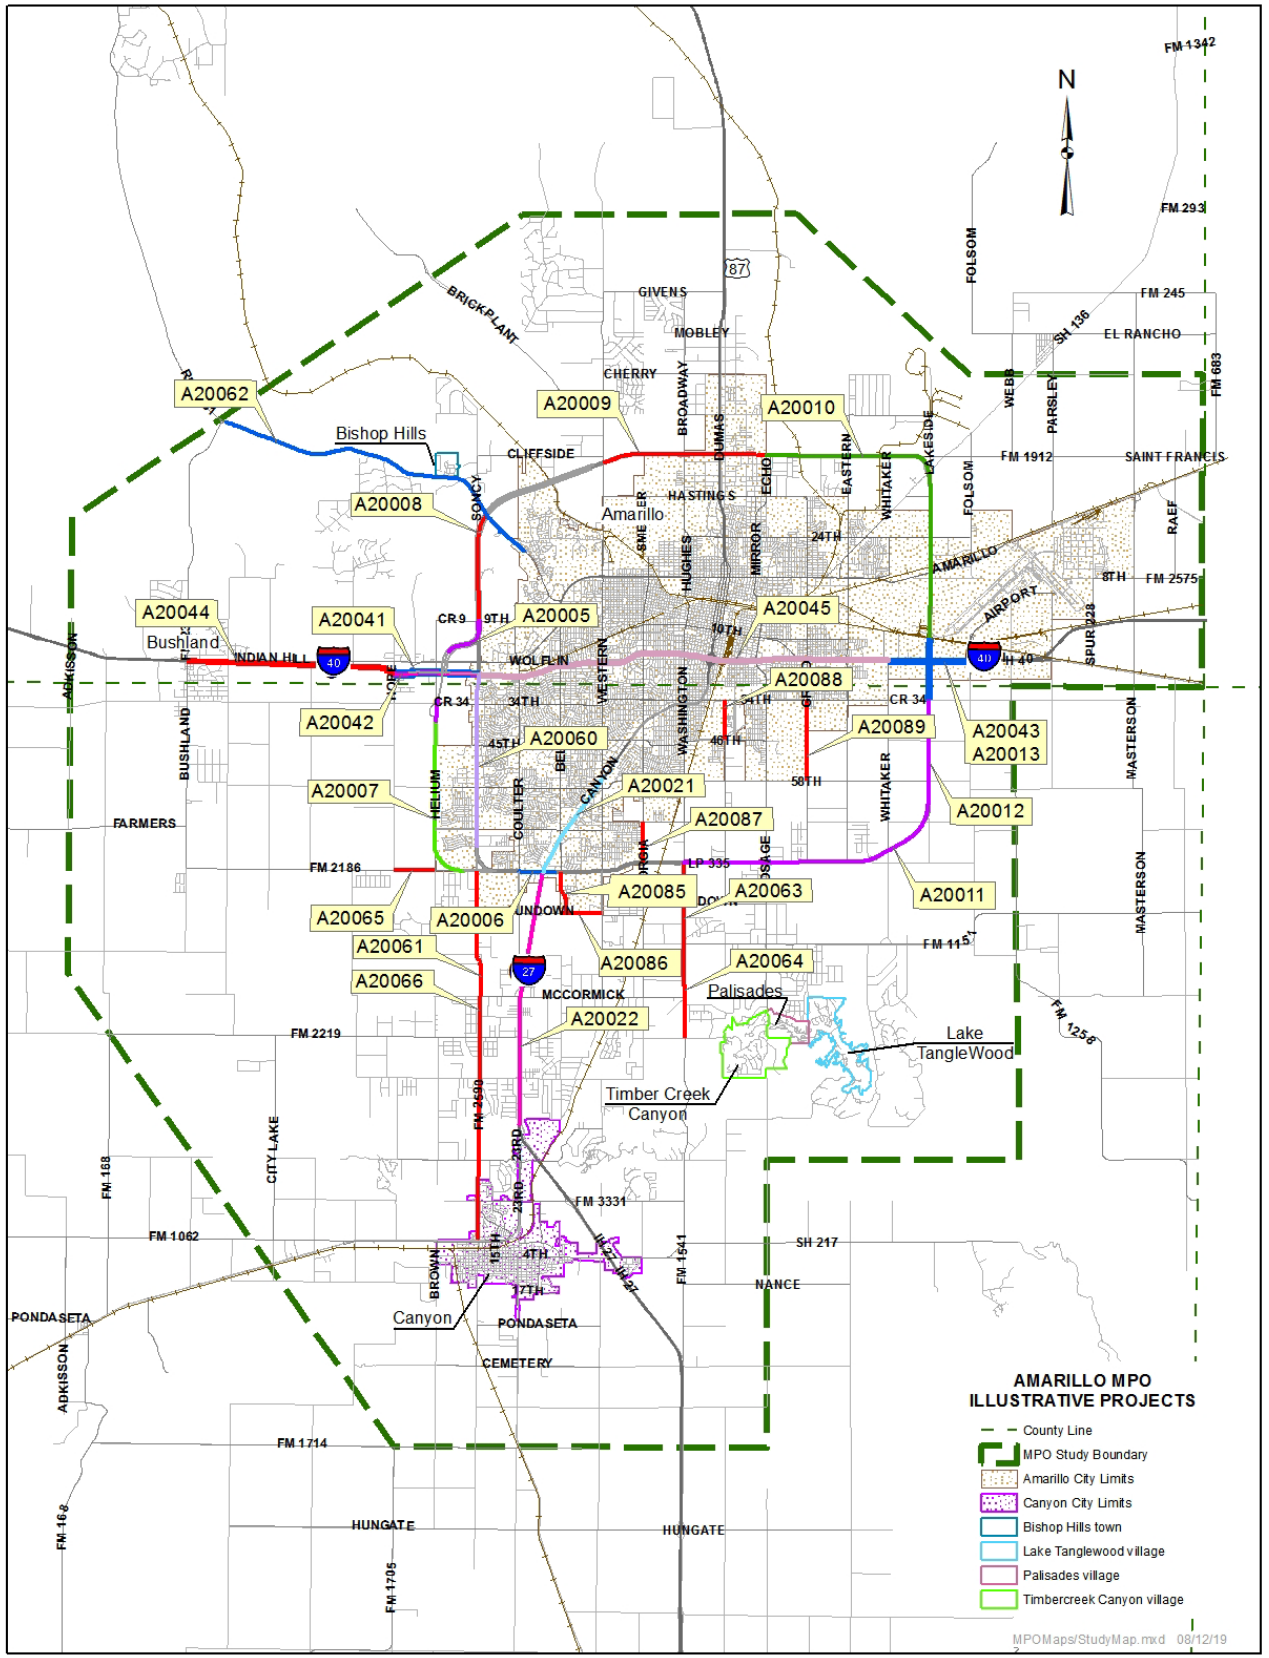 FM 1342
N
FM 293
FOLSOM
87
GIVENS
FM 245
BRICKPLANT
MOBLEY
SH 136
EL RANCHO
CHERRY
BROADWAY
WEBB
PARSLEY
FM 683
A20062
A20009
A20010
DUMAS
LAKESIDE
Bishop Hills
CLIFFSIDE
ECHO
EASTERN
WHITAKER
FOLSOM
FM 1912
SAINT FRANCIS
SONCY
HASTINGS
A20008
Amarillo
RAEF
24TH
HUGHES
MIRROR
AMARILLO
8TH
FM 2575
AIRPORT
A20044
A20041
CR 9
9TH
A20005
A20045
SPUR 228
Bushland
10TH
INDIAN HILL
40
WOLFLIN
WESTERN
WASHINGTON
40
IH 40
ADKISSON
A20088
A20042
CR 34
34TH
34TH
CR 34
BUSHLAND
45TH
A20060
46TH
A20089
A20043
A20013
MASTERSON
HELIUM
A20007
COULTER
CANYON
A20021
58TH
WHITAKER
A20012
FARMERS
A20087
FM 2186
LP 335
OSAGE
MASTERSON
A20065
A20006
A20085
A20063
A20011
UNDOWN
A20061
FM 1151
A20066
27
A20086
A20064
MCCORMICK
Palisades
FM 2219
A20022
FM 1258
Lake
TangleWood
FM 2590
Timber Creek
Canyon
CITY LAKE
23RD
FM 168
23RD
FM 3331
FM 1062
15TH
4TH
IH 27
IH 27
FM 1541
SH 217
BROWN
17TH
NANCE
PONDASETA
Canyon
PONDASETA
ADKISSON
CEMETERY
AMARILLO MPO
ILLUSTRATIVE PROJECTS
County Line
FM 1714
MPO Study Boundary
Amarillo City Limits
Canyon City Limits
FM 168
HUNGATE
HUNGATE
Bishop Hills town
Lake Tanglewood village
FM 1705
Palisades village
Timbercreek Canyon village
MPOMaps/StudyMap.mxd 08/12/19